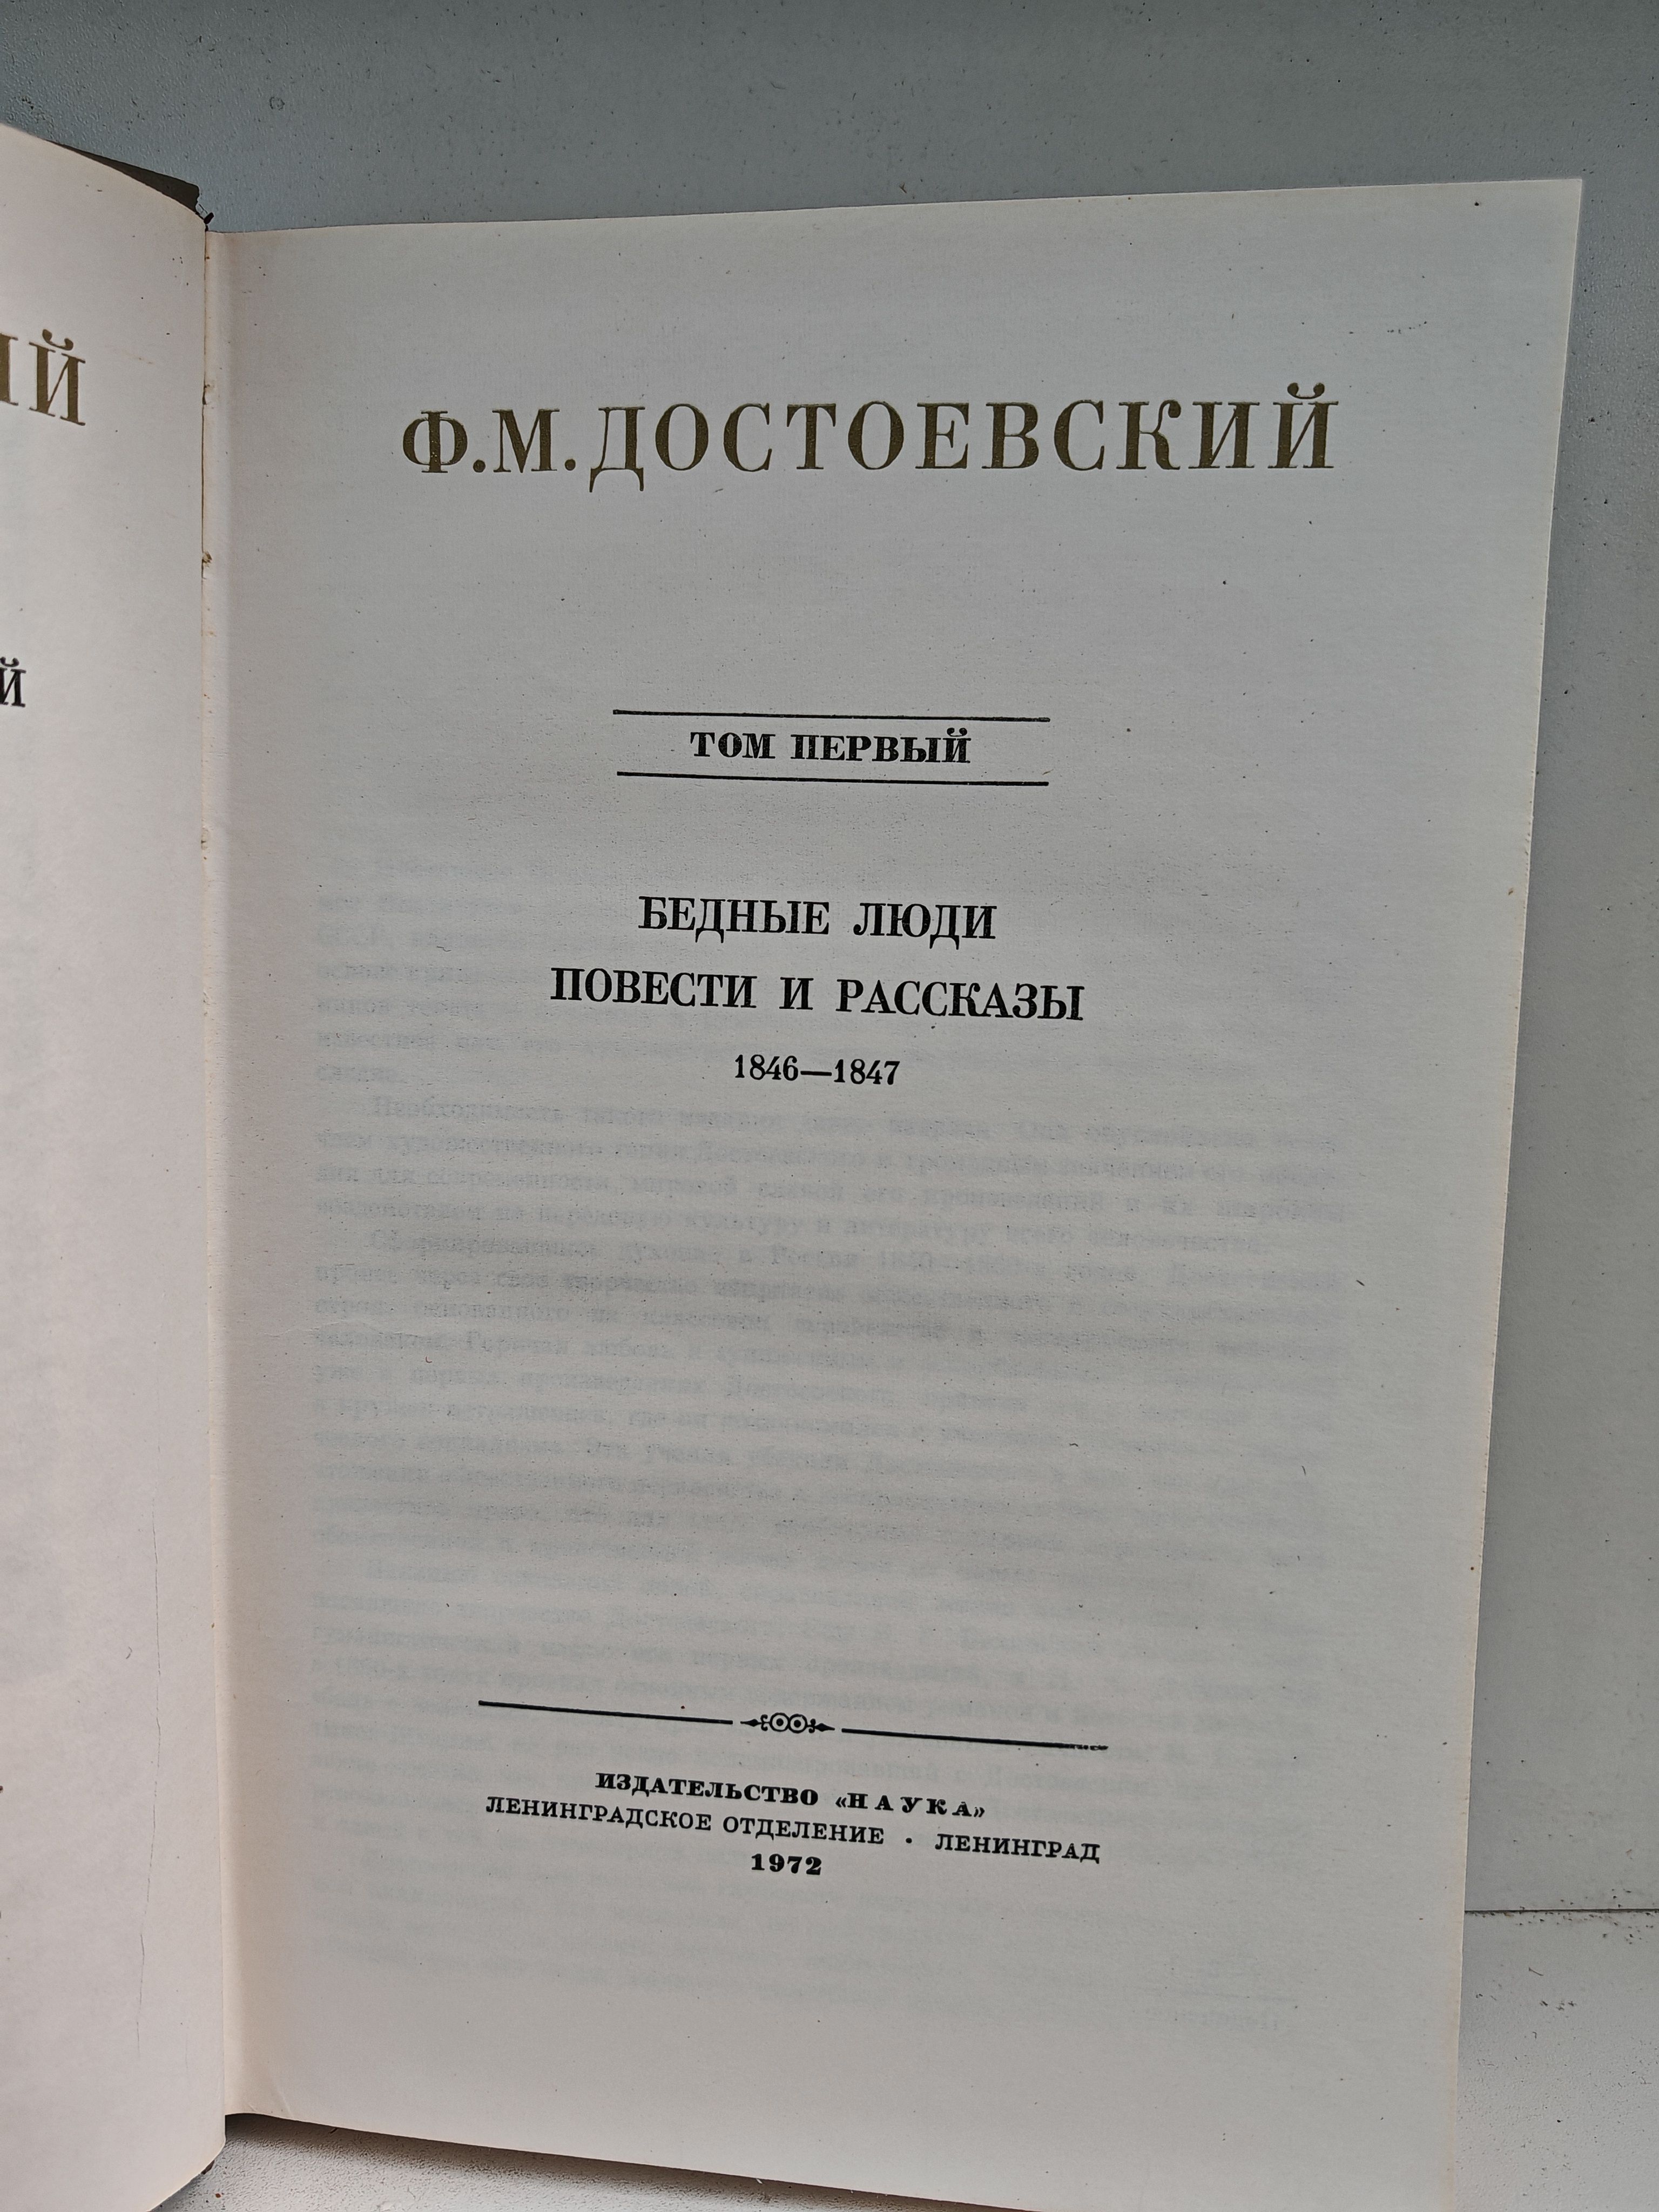 Ф.М.ДОСТОЕВСКИЙ
ТОМ ПЕРВЫЙ
БЕДНЫЕ ЛЮДИ
ПОВЕСТИ И РАССКАЗЫ
1846—1847
ИЗДАТЕЛЬСТВО «НАУКА»
ЛЕНИНГРАДСКОЕ ОТДЕЛЕНИЕ · ЛЕНИНГРАД
1972